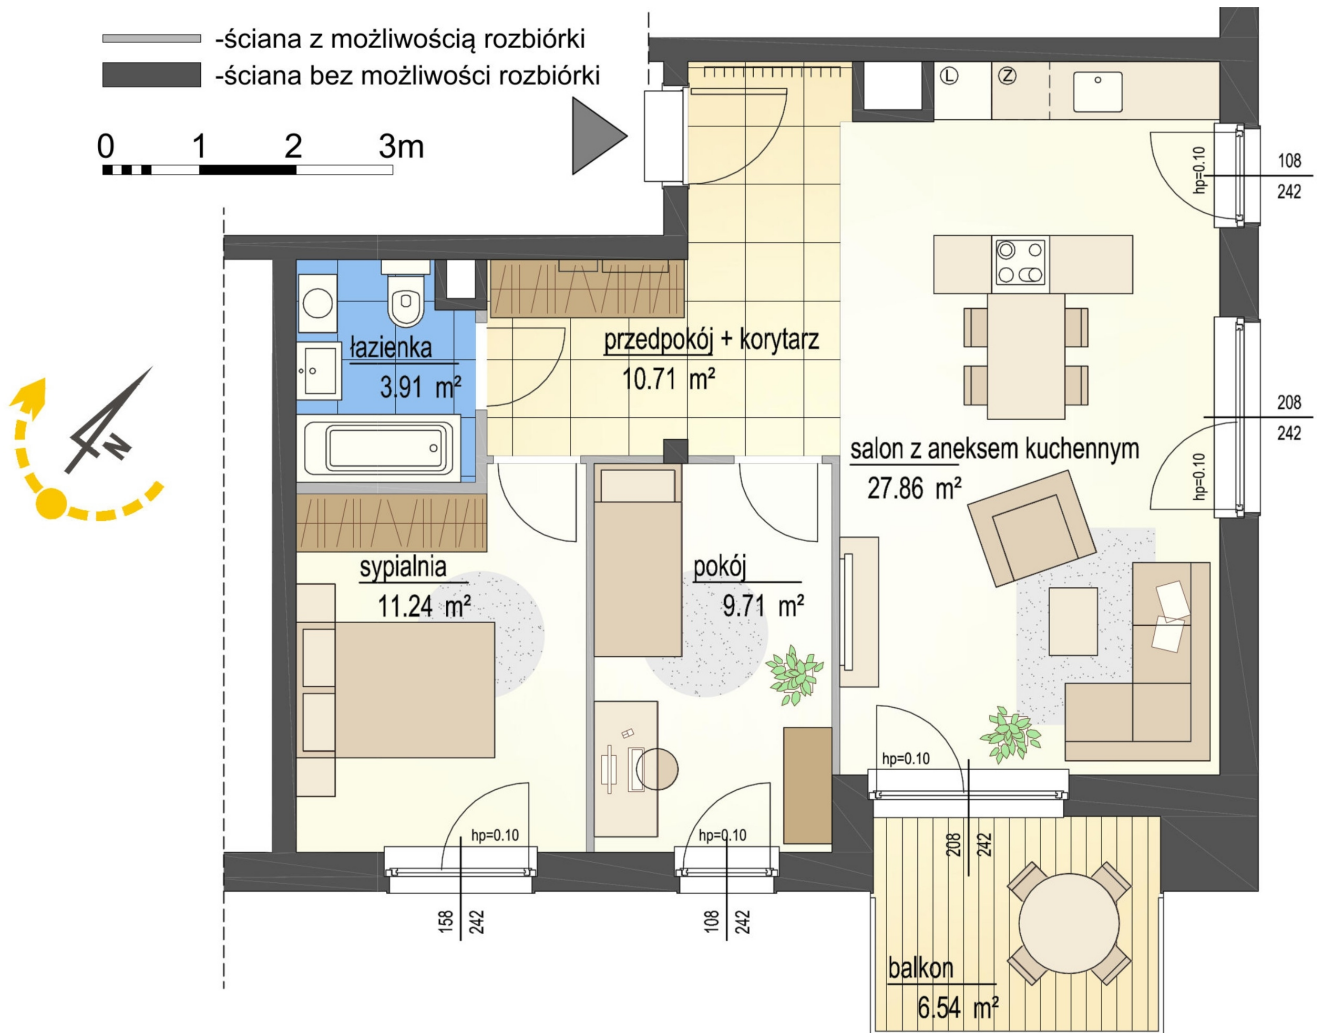 -ściana z możliwością rozbiórki
-ściana bez możliwości rozbiórki
0 1 2 3m
L Z
hp=0.10
108
242
łazienka
3.91 m²
przedpokój + korytarz
10.71 m²
208
242
hp=0.10
N
salon z aneksem kuchennym
27.86 m²
sypialnia
11.24 m²
pokój
9.71 m²
hp=0.10
hp=0.10
hp=0.10
208
242
158
242
108
242
balkon
6.54 m²